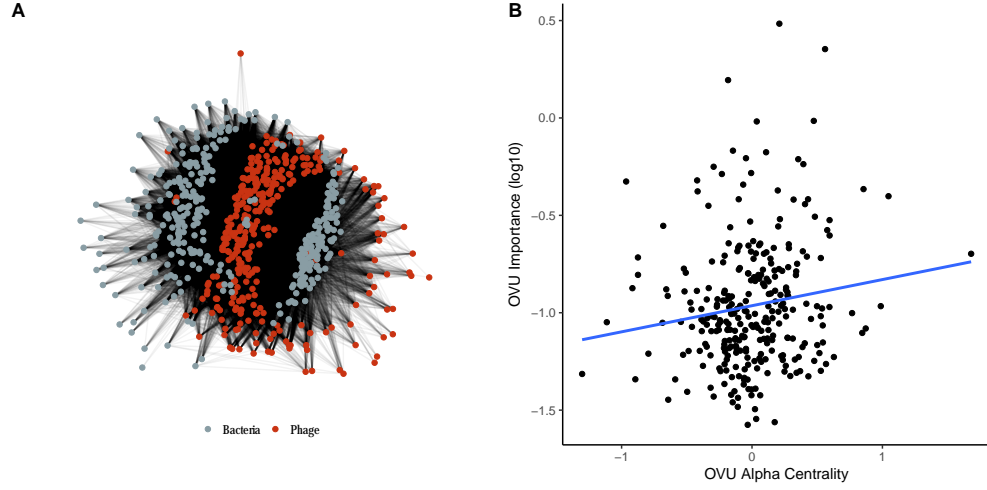 A
B
Bacteria Phage
OVU Importance (log10)
0.5
0.0
−0.5
−1.0
−1.5
−1 0 1
OVU Alpha Centrality